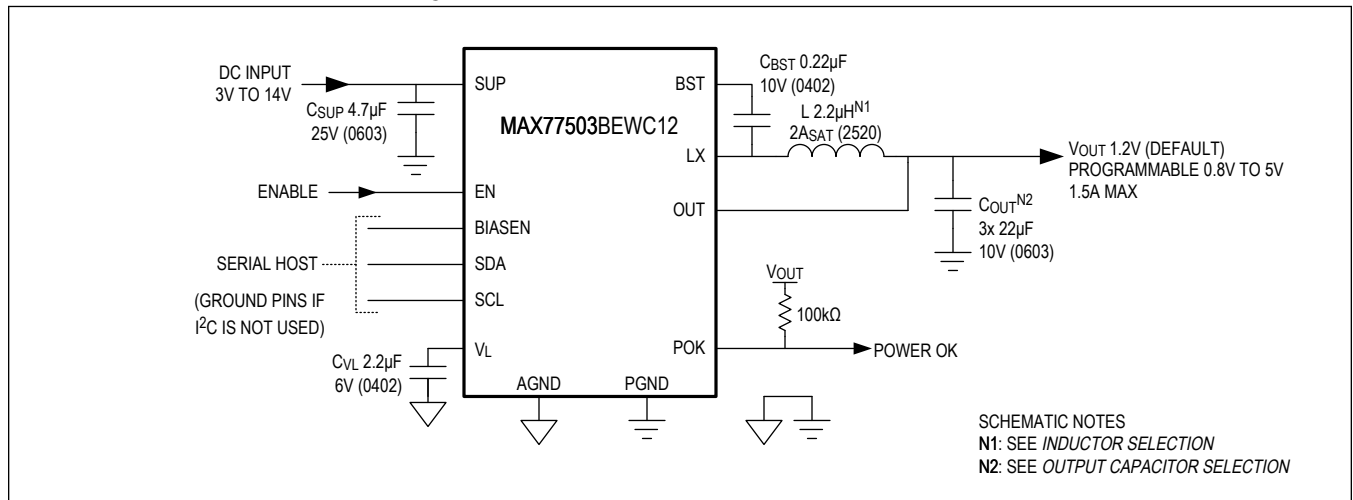 DC INPUT
3V TO 14V
CSUP 4.7µF
25V (0603)
ENABLE
SERIAL HOST
(GROUND PINS IF
I2C IS NOT USED)
CVL 2.2µF
6V (0402)
SUP
EN
BIASEN
SDA
SCL
VL
MAX77503BEWC12
AGND
PGND
BST
LX
OUT
POK
CBST 0.22µF
10V (0402)
L 2.2µHN1
2ASAT (2520)
VOUT 1.2V (DEFAULT)
PROGRAMMABLE 0.8V TO 5V
1.5A MAX
COUTN2
3x 22µF
10V (0603)
VOUT
100kΩ
POWER OK
SCHEMATIC NOTES
N1: SEE INDUCTOR SELECTION
N2: SEE OUTPUT CAPACITOR SELECTION